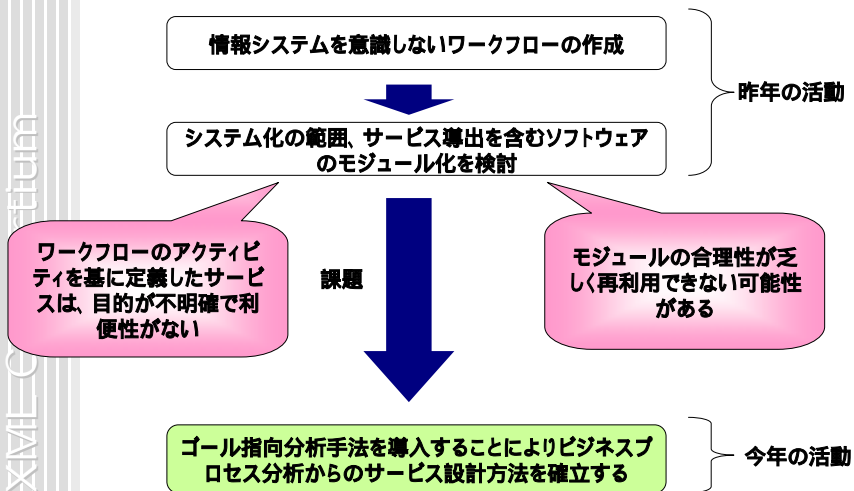 情報システムを意識しないワークフローの作成
昨年の活動
システム化の範囲、サービス導出を含むソフトウェア
のモジュール化を検討
ワークフローのアクティビ
ティを基に定義したサービ
スは、目的が不明確で利
便性がない
課題
モジュールの合理性が乏
しく再利用できない可能性
がある
ゴール指向分析手法を導入することによりビジネスプ
ロセス分析からのサービス設計方法を確立する
今年の活動
XML